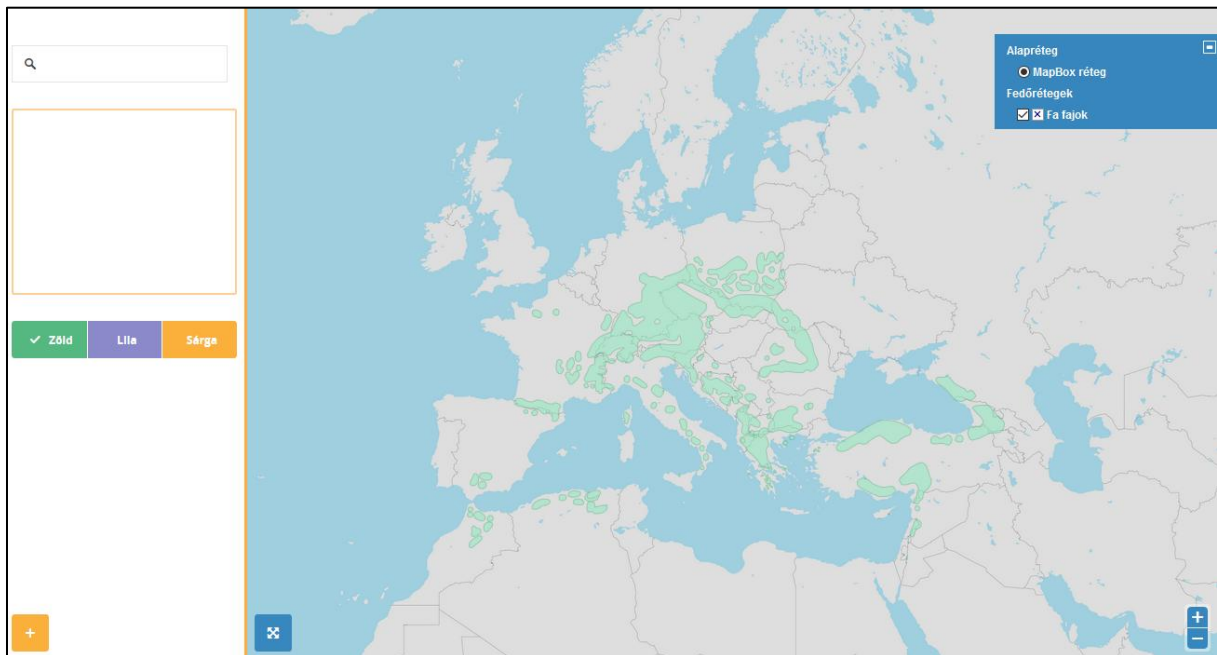 Zöld Lila Sárga
Alapréteg
MapBox réteg
Fedőrétegek
Fa fajok